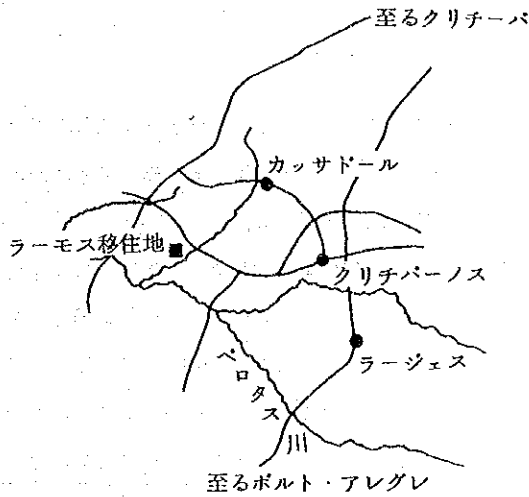 至るクリチーバ
カッサドール
ラーモス移住地
クリチバーノス
ラージェス
ペロタス川
至るポルト・アレグレ